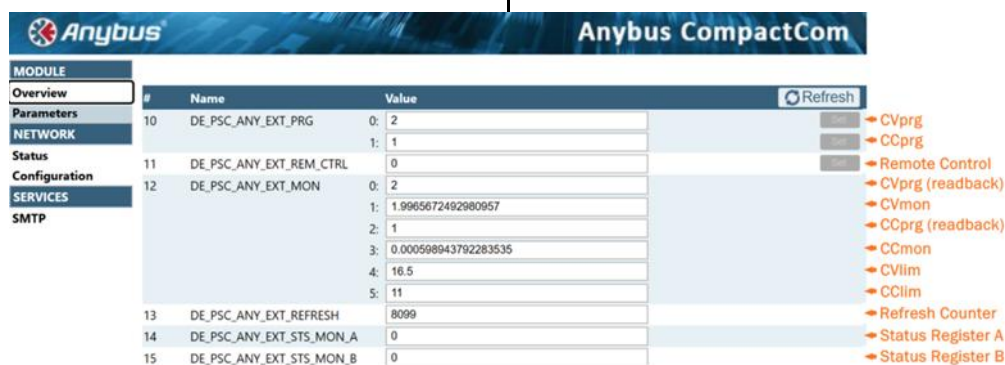 Anybus Anybus CompactCom
MODULE
Overview
Parameters
NETWORK
Status
Configuration
SERVICES
SMTP
# Name Value Refresh
10 DE_PSC_ANY_EXT_PRG 0: 2 Set CVprg
1: 1 Set CCprg
11 DE_PSC_ANY_EXT_REM_CTRL 0 Set Remote Control
12 DE_PSC_ANY_EXT_MON 0: 2 CVprg (readback)
1: 1.9965672492980957 CVmon
2: 1 CCprg (readback)
3: 0.000598943792283535 CCmon
4: 16.5 CVlim
5: 11 CClim
13 DE_PSC_ANY_EXT_REFRESH 8099 Refresh Counter
14 DE_PSC_ANY_EXT_STS_MON_A 0 Status Register A
15 DE_PSC_ANY_EXT_STS_MON_B 0 Status Register B